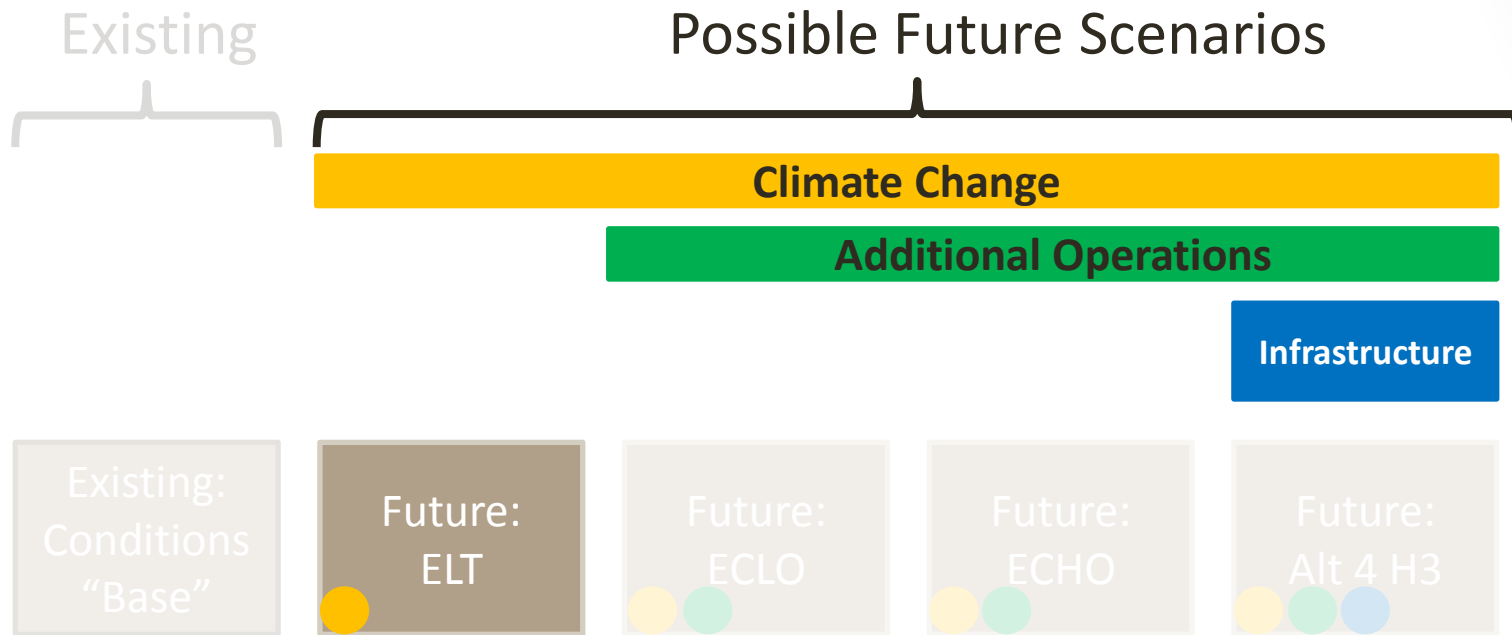 Existing
Possible Future Scenarios
Climate Change
Additional Operations
Infrastructure
Existing:
Conditions
“Base”
Future:
ELT
Future:
ECLO
Future:
ECHO
Future:
Alt 4 H3